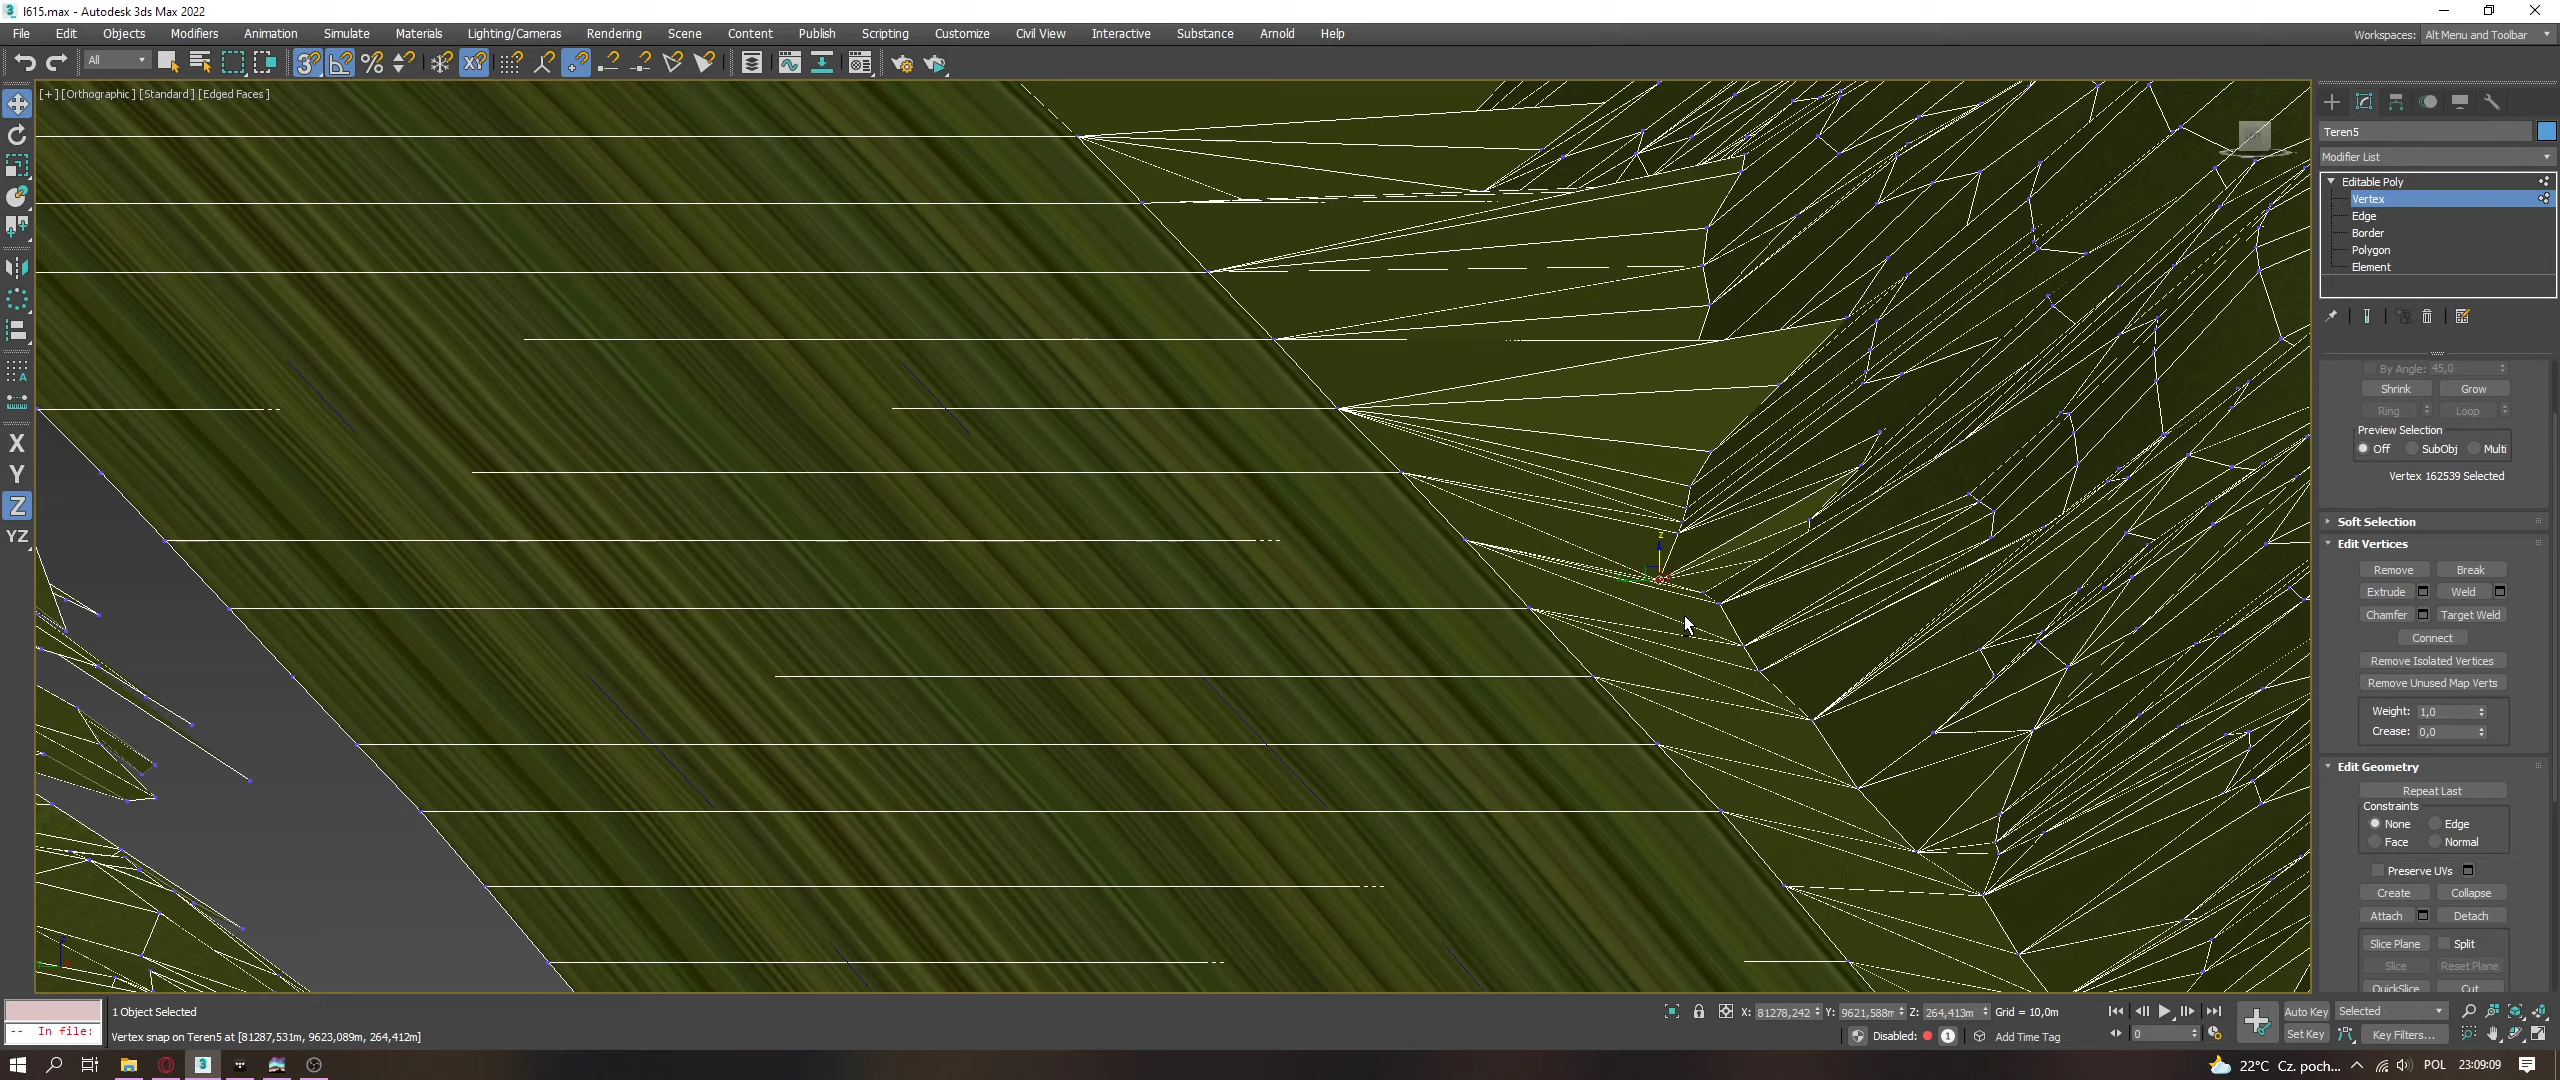 I615.max - Autodesk 3ds Max 2022
File Edit Objects Modifiers Animation Simulate Materials Lighting/Cameras Rendering Scene Content Publish Scripting Customize Civil View Interactive Substance Arnold Help
Workspaces: Alt Menu and Toolbar
All
[+] [Orthographic] [Standard] [Edged Faces]
X
Y
Z
YZ
Teren5
Modifier List
Editable Poly
Vertex
Edge
Border
Polygon
Element
By Angle: 45,0
Shrink Grow
Ring Loop
Preview Selection
Off SubObj Multi
Vertex 162539 Selected
Soft Selection
Edit Vertices
Remove Break
Extrude Weld
Chamfer Target Weld
Connect
Remove Isolated Vertices
Remove Unused Map Verts
Weight: 1,0
Crease: 0,0
Edit Geometry
Repeat Last
Constraints
None Edge
Face Normal
Preserve UVs
Create Collapse
Attach Detach
Slice Plane Split
Slice Reset Plane
QuickSlice Cut
z
-- In file:
1 Object Selected
Vertex snap on Teren5 at [81287,531m, 9623,089m, 264,412m]
X: 81278,242 Y: 9621,588m Z: 264,413m Grid = 10,0m
Disabled: 1 Add Time Tag
0
Auto Key Selected
Set Key Key Filters...
22°C Cz. poch... POL 23:09:09